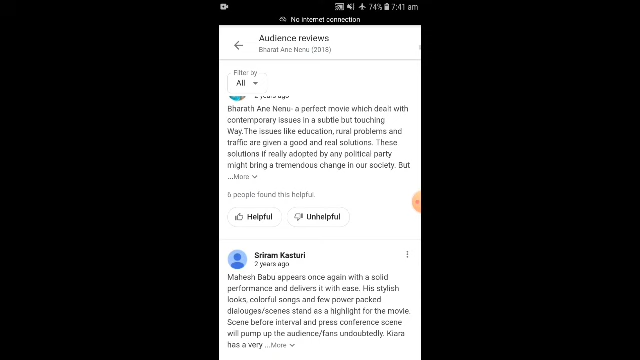 74% 7:41 am
No internet connection
Audience reviews
Bharat Ane Nenu (2018)
Filter by
All
2 years ago
Bharath Ane Nenu- a perfect movie which dealt with
contemporary issues in a subtle but touching
Way.The issues like education, rural problems and
traffic are given a good and real solutions. These
solutions if really adopted by any political party
might bring a tremendous change in our society. But
...More
6 people found this helpful.
Helpful Unhelpful
Sriram Kasturi
2 years ago
Mahesh Babu appears once again with a solid
performance and delivers it with ease. His stylish
looks, colorful songs and few power packed
dialouges/scenes stand as a highlight for the movie.
Scene before interval and press conference scene
will pump up the audience/fans undoubtedly. Kiara
has a very ...More